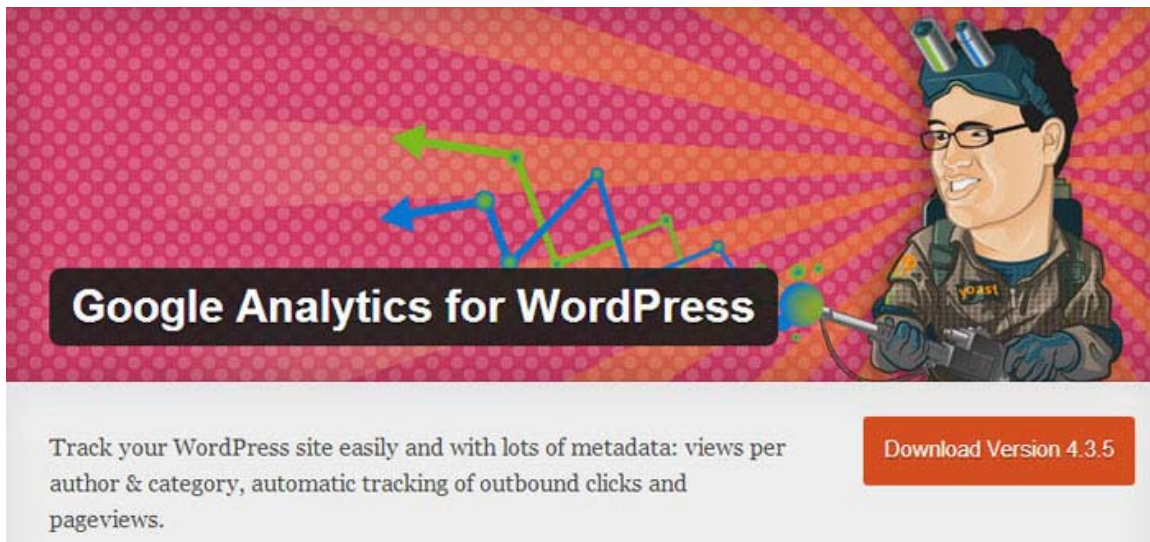 yoast
Google Analytics for WordPress
Track your WordPress site easily and with lots of metadata: views per
author & category, automatic tracking of outbound clicks and
pageviews.
Download Version 4.3.5